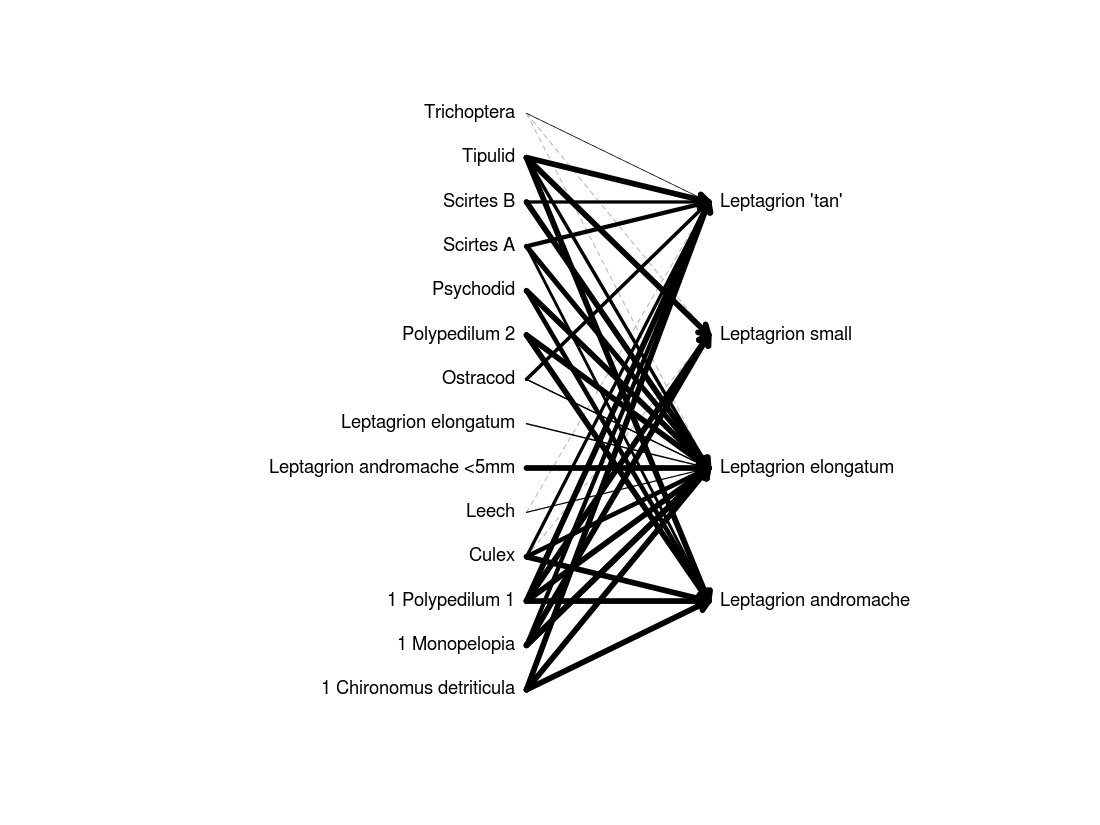 Trichoptera
Tipulid
Scirtes B
Scirtes A
Psychodid
Polypedilum 2
Ostracod
Leptagrion elongatum
Leptagrion andromache <5mm
Leech
Culex
1 Polypedilum 1
1 Monopelopia
1 Chironomus detriticula
Leptagrion 'tan'
Leptagrion small
Leptagrion elongatum
Leptagrion andromache